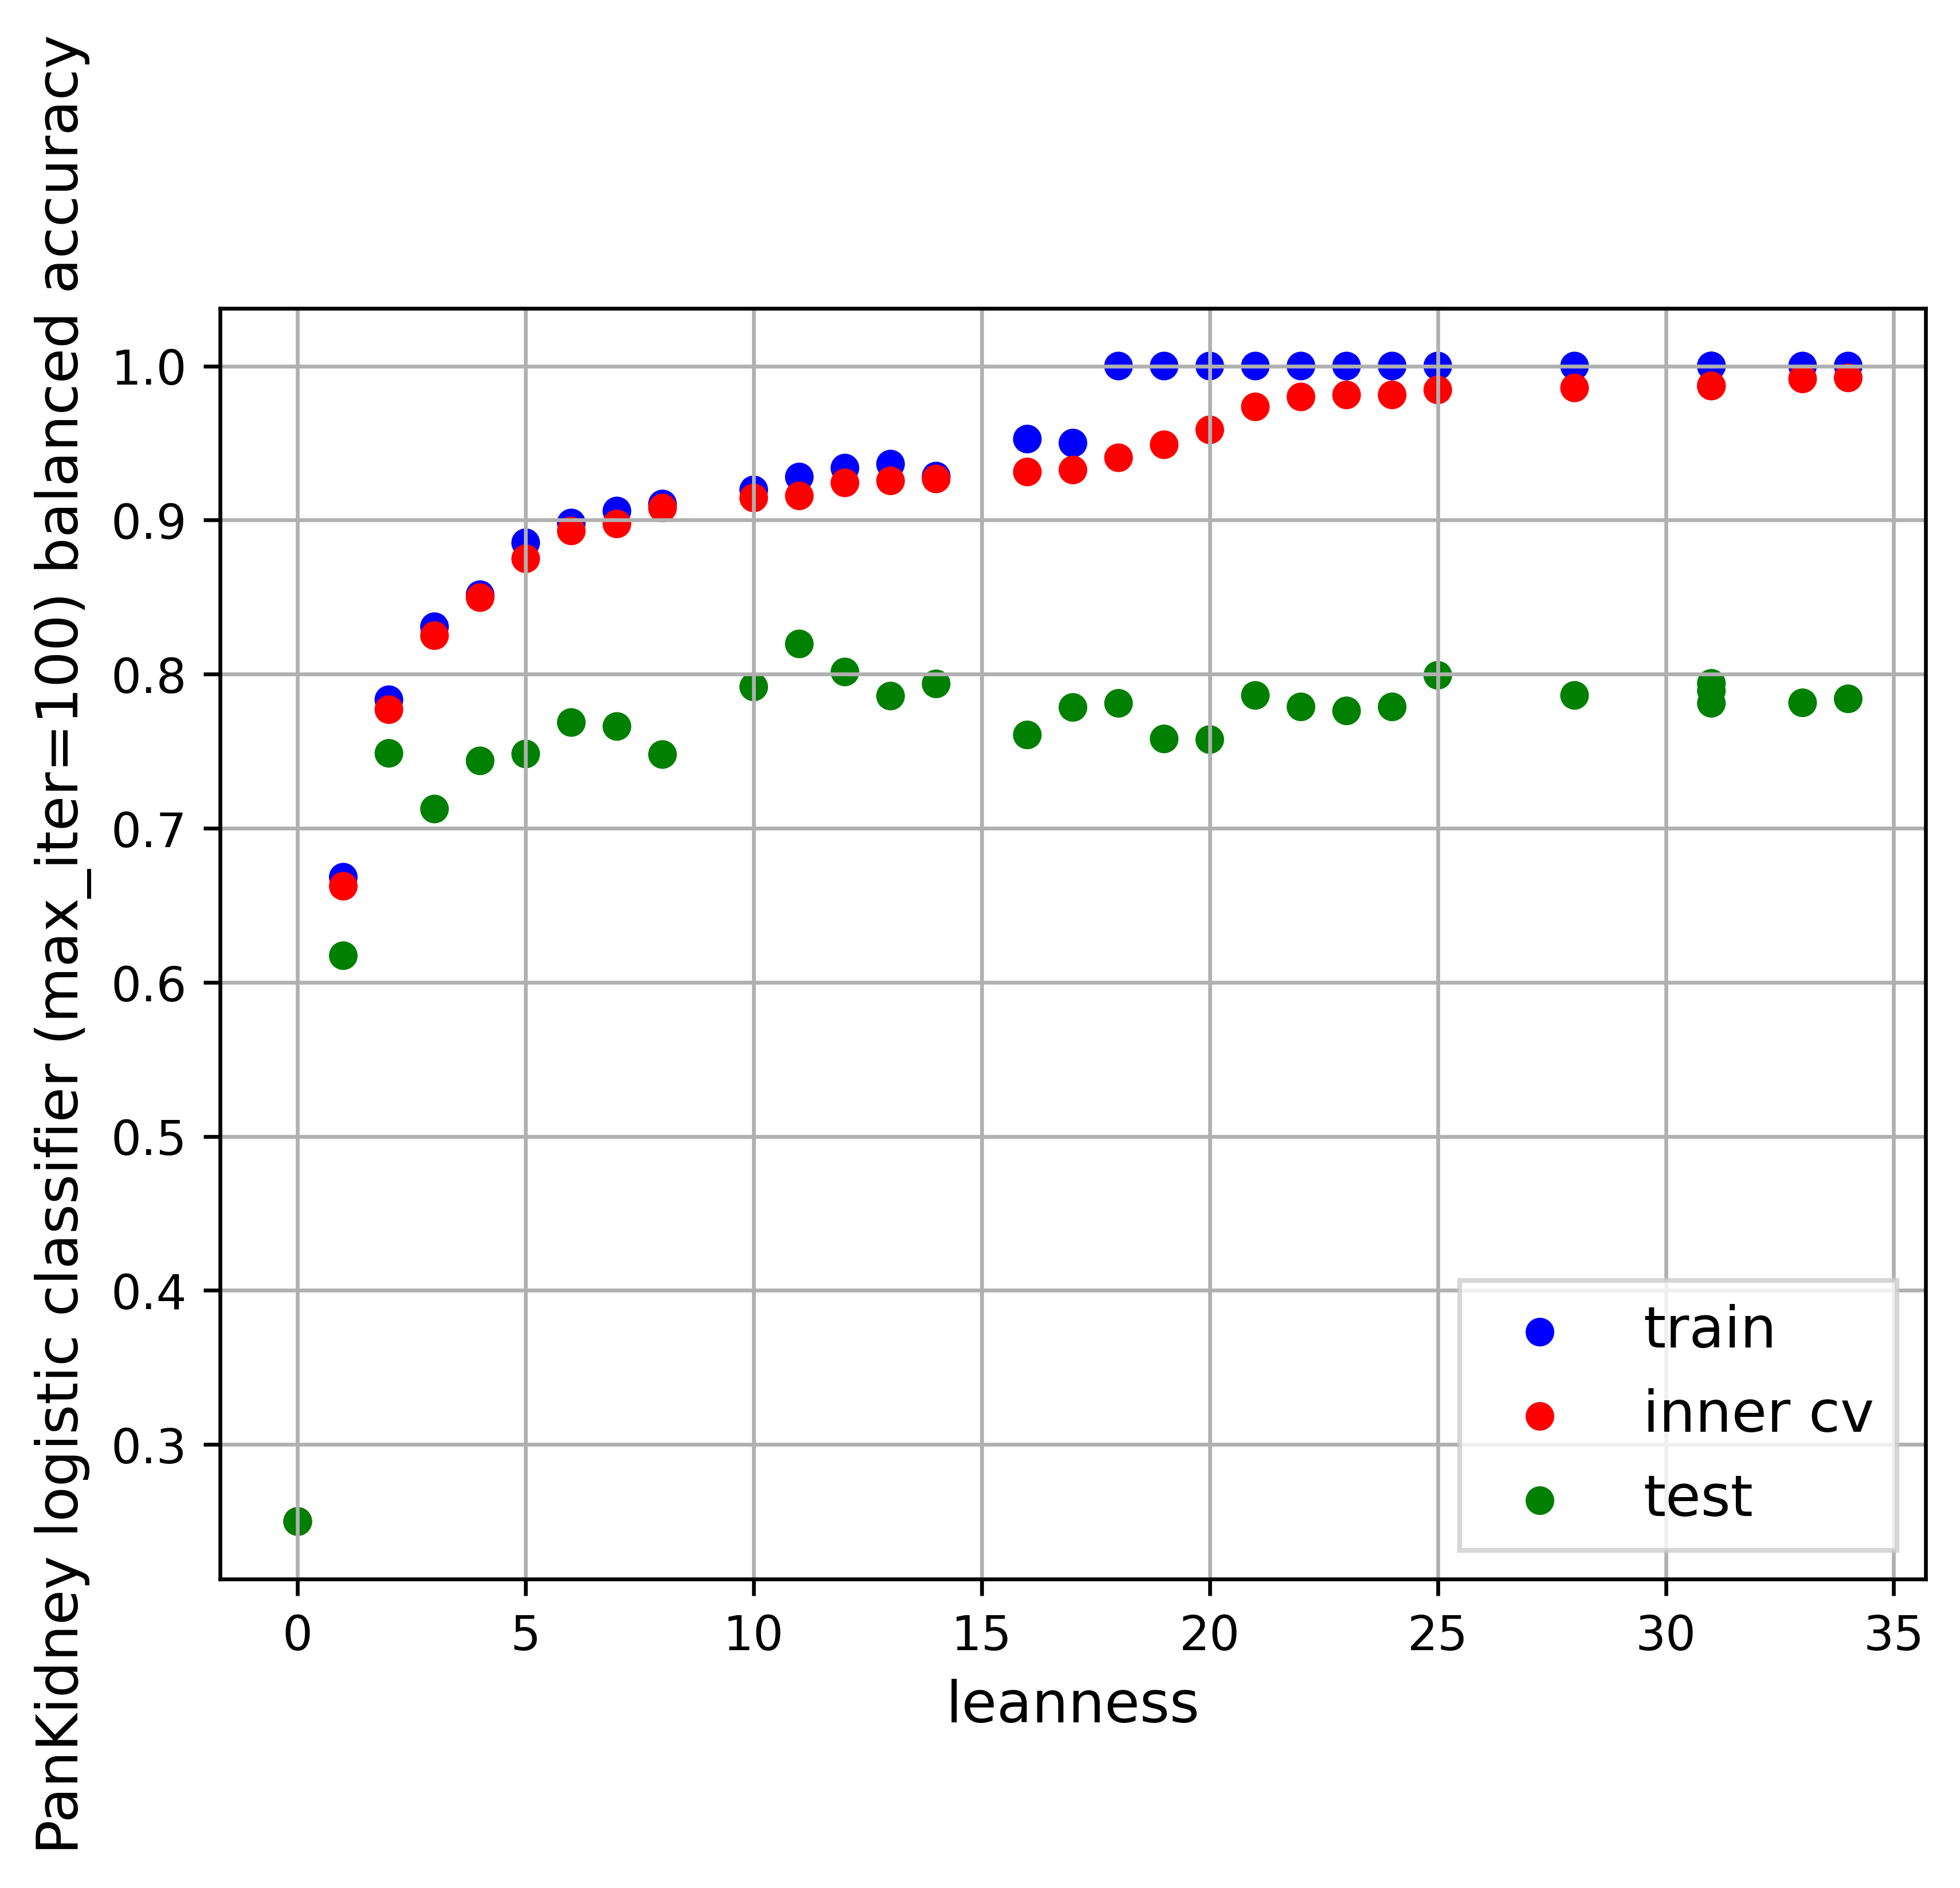 PanKidney logistic classifier (max_iter=100) balanced accuracy
1.0
0.9
0.8
0.7
0.6
0.5
0.4
0.3
train
inner cv
test
0 5 10 15 20 25 30 35
leanness